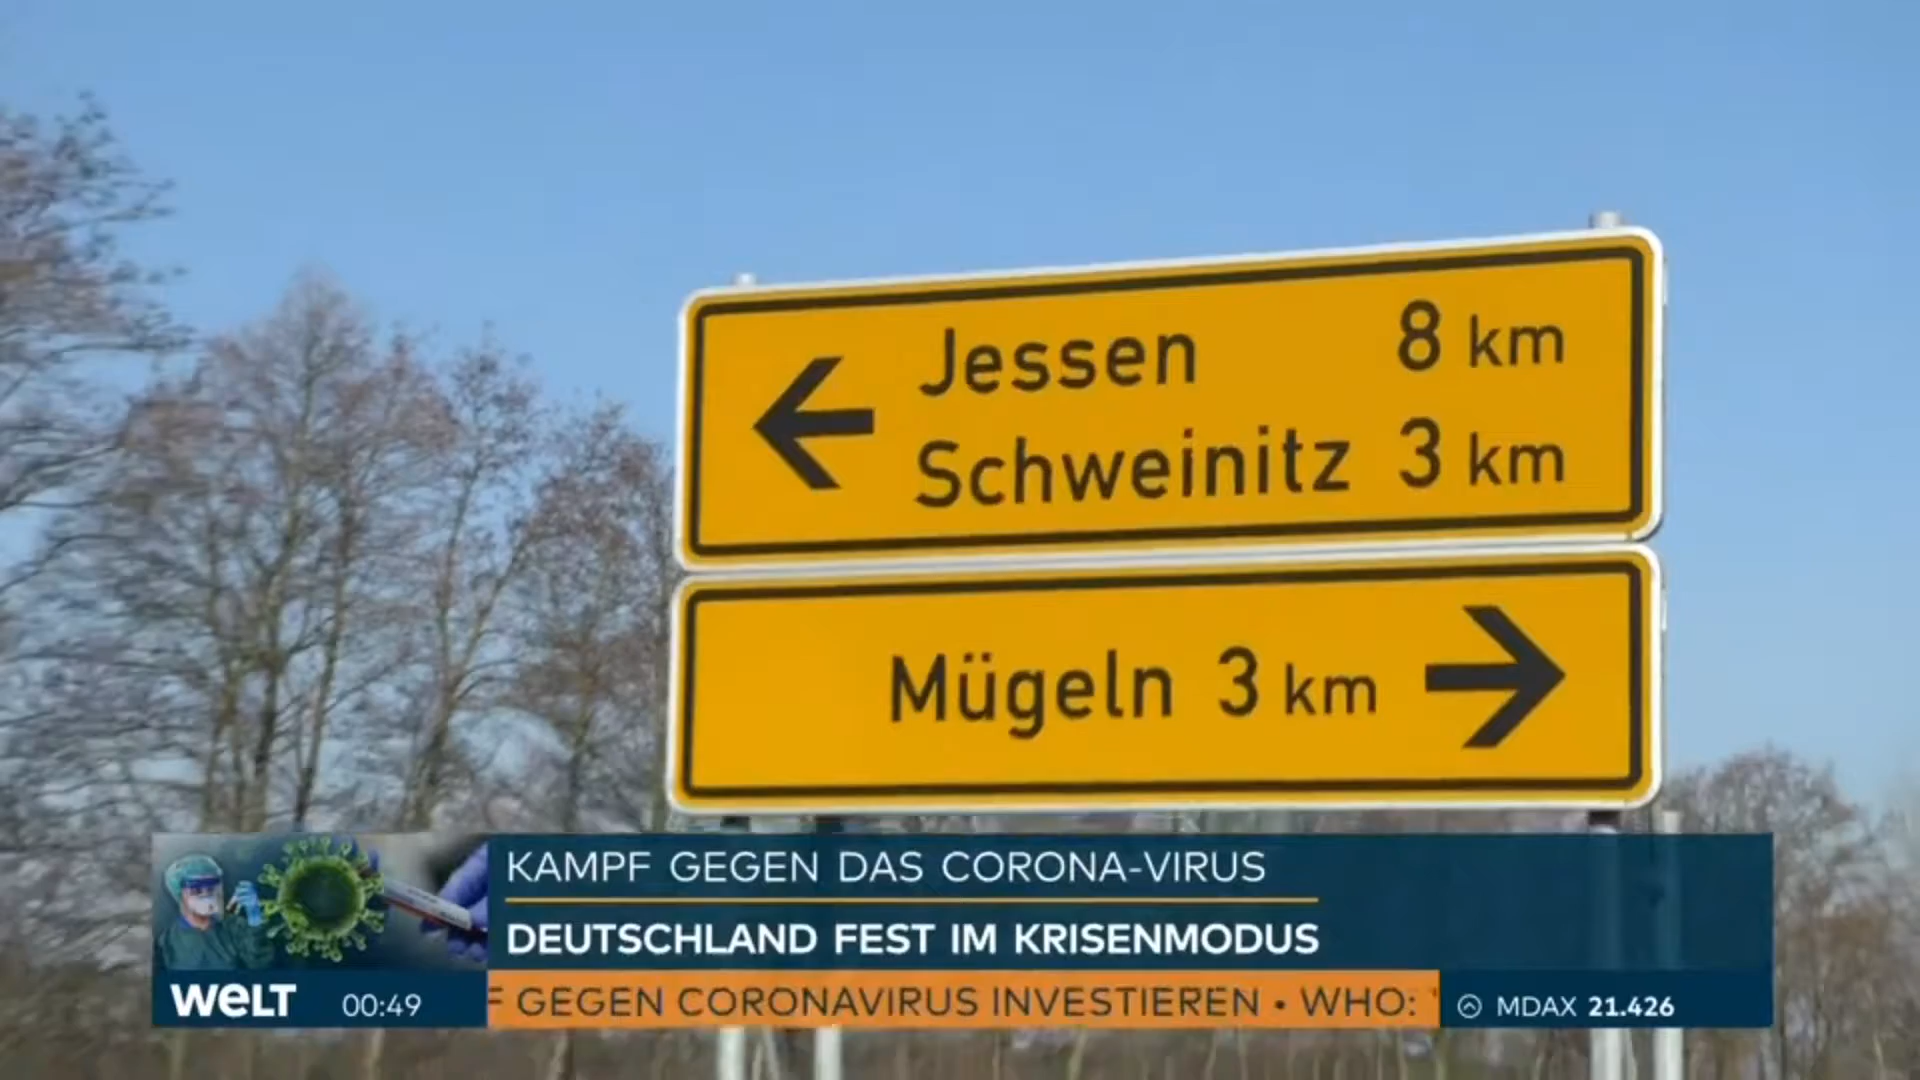 Jessen 8 km
Schweinitz 3 km
Mügeln 3 km
KAMPF GEGEN DAS CORONA-VIRUS
DEUTSCHLAND FEST IM KRISENMODUS
WELT 00:49
GEGEN CORONAVIRUS INVESTIEREN • WHO:
MDAX 21.426